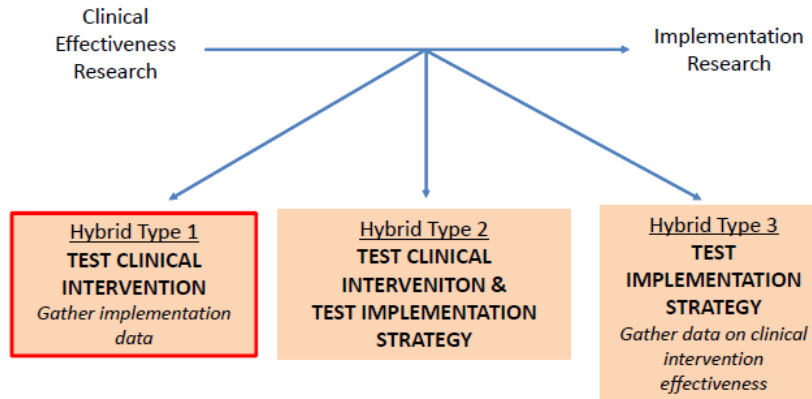 Clinical
Effectiveness
Research
Implementation
Research
Hybrid Type 1
TEST CLINICAL
INTERVENTION
Gather implementation
data
Hybrid Type 2
TEST CLINICAL
INTERVENITON &
TEST IMPLEMENTATION
STRATEGY
Hybrid Type 3
TEST
IMPLEMENTATION
STRATEGY
Gather data on clinical
intervention
effectiveness